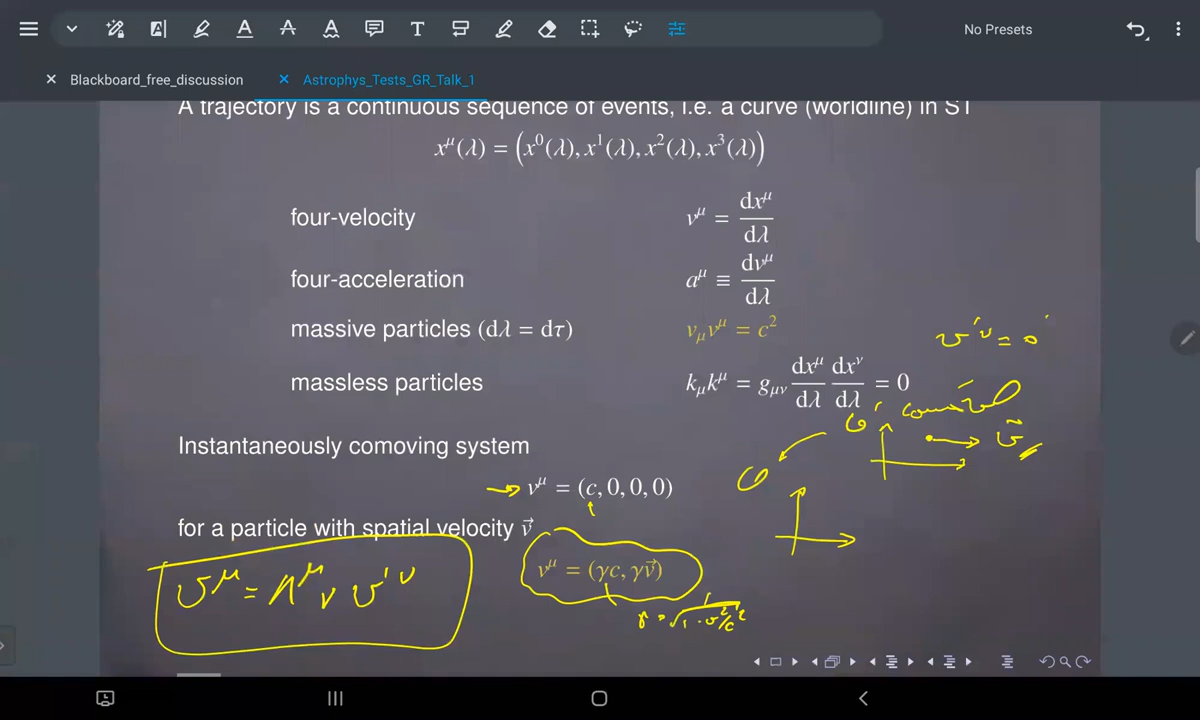 No Presets
Blackboard_free_discussion
Astrophys_Tests_GR_Talk_1
A trajectory is a continuous sequence of events, i.e. a curve (worldline) in ST
x^μ(λ) = (x^0(λ), x^1(λ), x^2(λ), x^3(λ))
four-velocity v^μ = dx^μ/dλ
four-acceleration a^μ ≡ dv^μ/dλ
massive particles (dλ = dτ) v_μv^μ = c^2
massless particles k_μk^μ = g_μν dx^μ/dλ dx^ν/dλ = 0
Instantaneously comoving system
v^μ = (c, 0, 0, 0)
for a particle with spatial velocity v⃗
v^μ = (γc, γv⃗)
v^μ = Λ^μ_ν v'^ν
v⃗